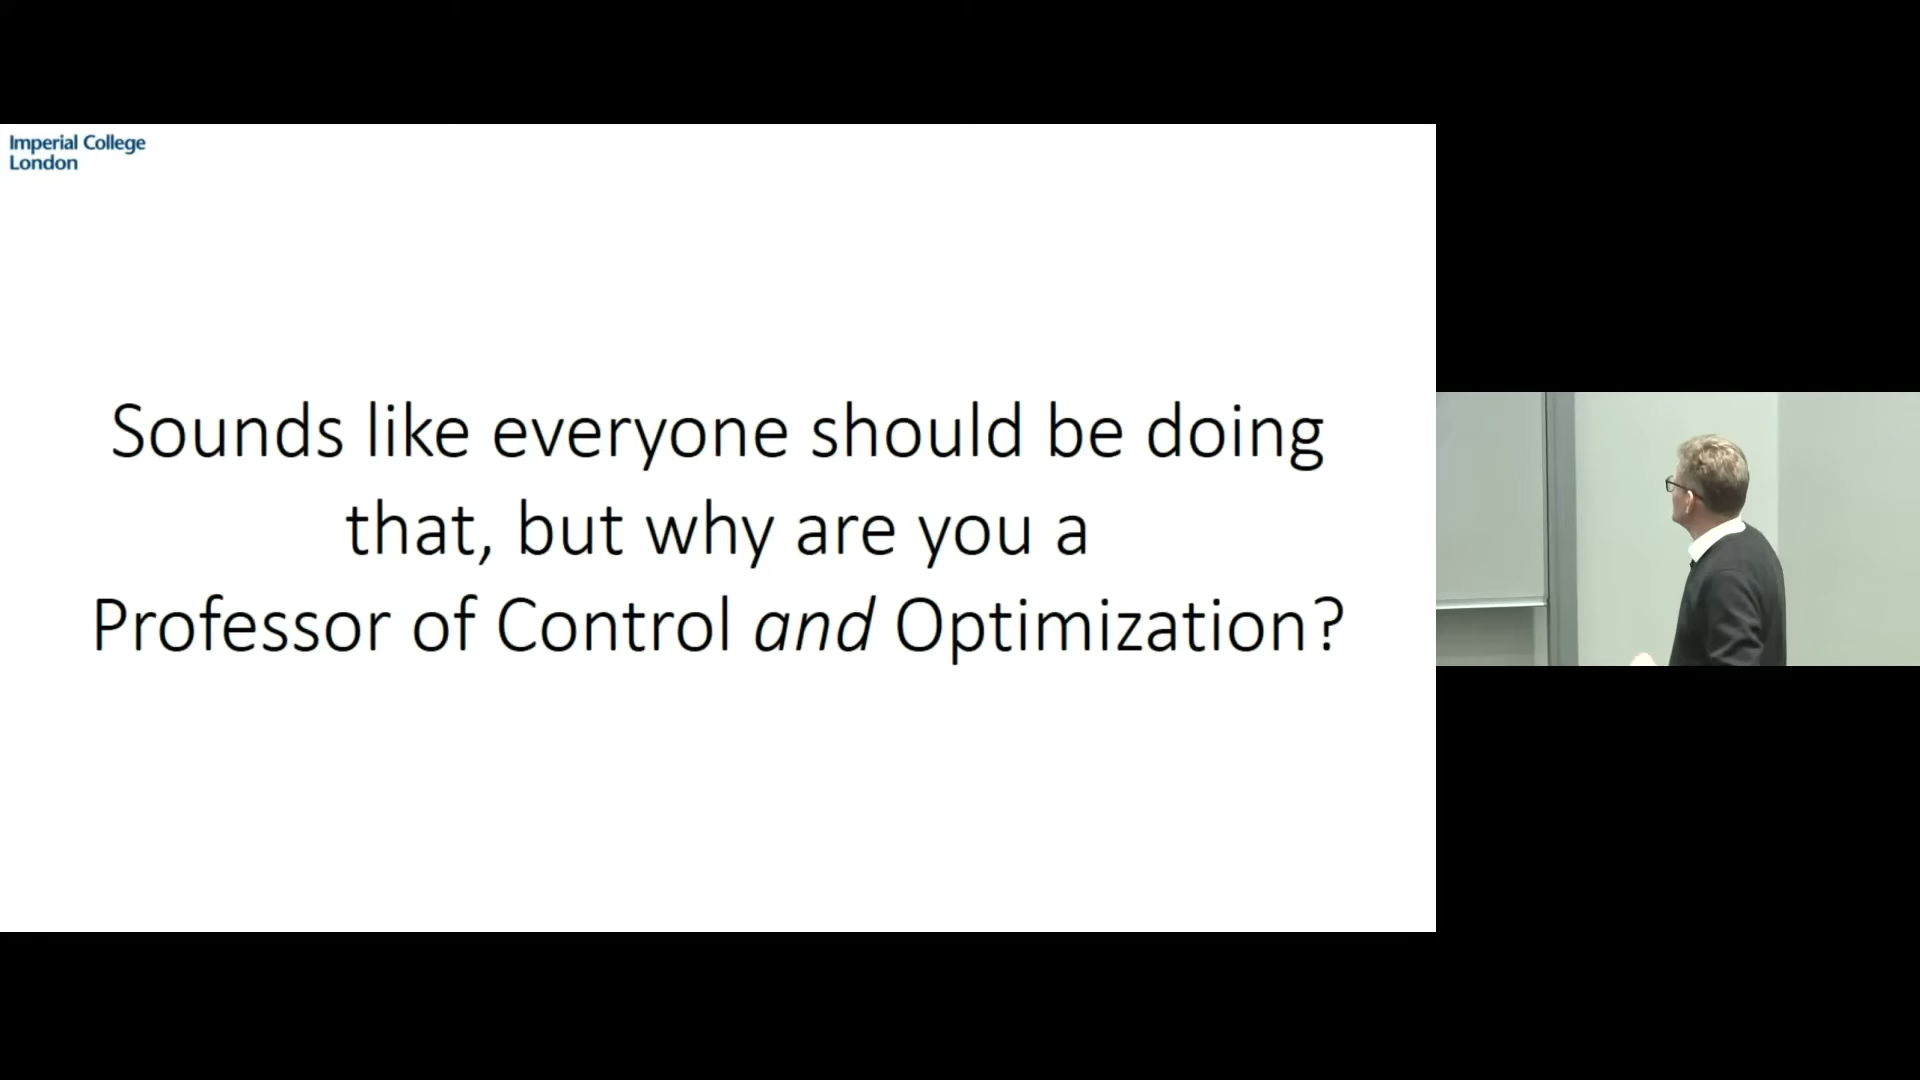 Imperial College
London
Sounds like everyone should be doing
that, but why are you a
Professor of Control and Optimization?